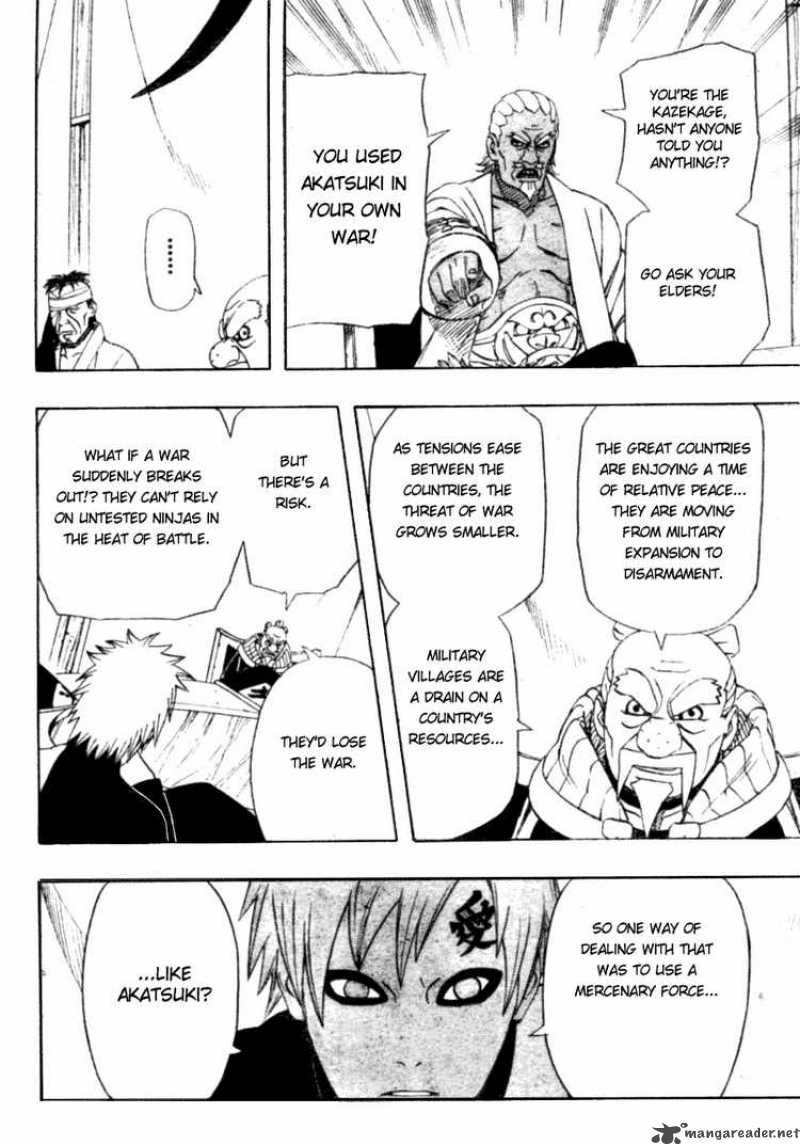 YOU'RE THE
KAZEKAGE,
HASN'T ANYONE
TOLD YOU
ANYTHING!?
GO ASK YOUR
ELDERS!
YOU USED
AKATSUKI IN
YOUR OWN
WAR!
......
THE GREAT COUNTRIES
ARE ENJOYING A TIME
OF RELATIVE PEACE...
THEY ARE MOVING
FROM MILITARY
EXPANSION TO
DISARMAMENT.
AS TENSIONS EASE
BETWEEN THE
COUNTRIES, THE
THREAT OF WAR
GROWS SMALLER.
MILITARY
VILLAGES ARE
A DRAIN ON A
COUNTRY'S
RESOURCES...
BUT
THERE'S A
RISK.
WHAT IF A WAR
SUDDENLY BREAKS
OUT!? THEY CAN'T RELY
ON UNTESTED NINJAS IN
THE HEAT OF BATTLE.
THEY'D LOSE
THE WAR.
SO ONE WAY OF
DEALING WITH THAT
WAS TO USE A
MERCENARY FORCE...
愛
...LIKE
AKATSUKI?
mangareader.net